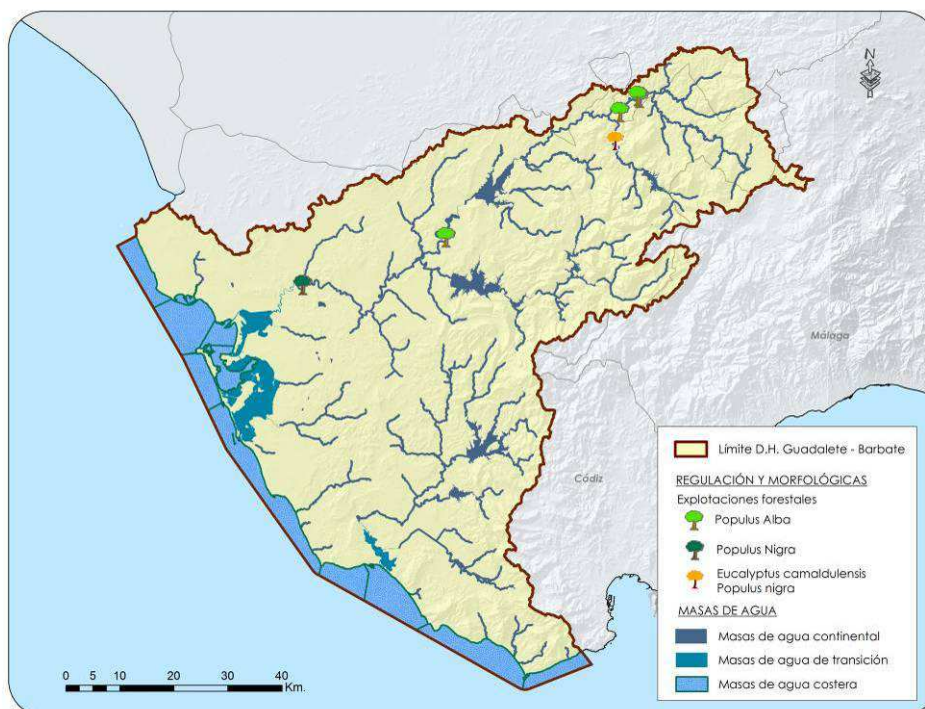 N
Málaga
Cádiz
Límite D.H. Guadalete - Barbate
REGULACIÓN Y MORFOLÓGICAS
Explotaciones forestales
Populus Alba
Populus Nigra
Eucalyptus camaldulensis
Populus nigra
MASAS DE AGUA
Masas de agua continental
Masas de agua de transición
Masas de agua costera
0 5 10 20 30 40
Km.